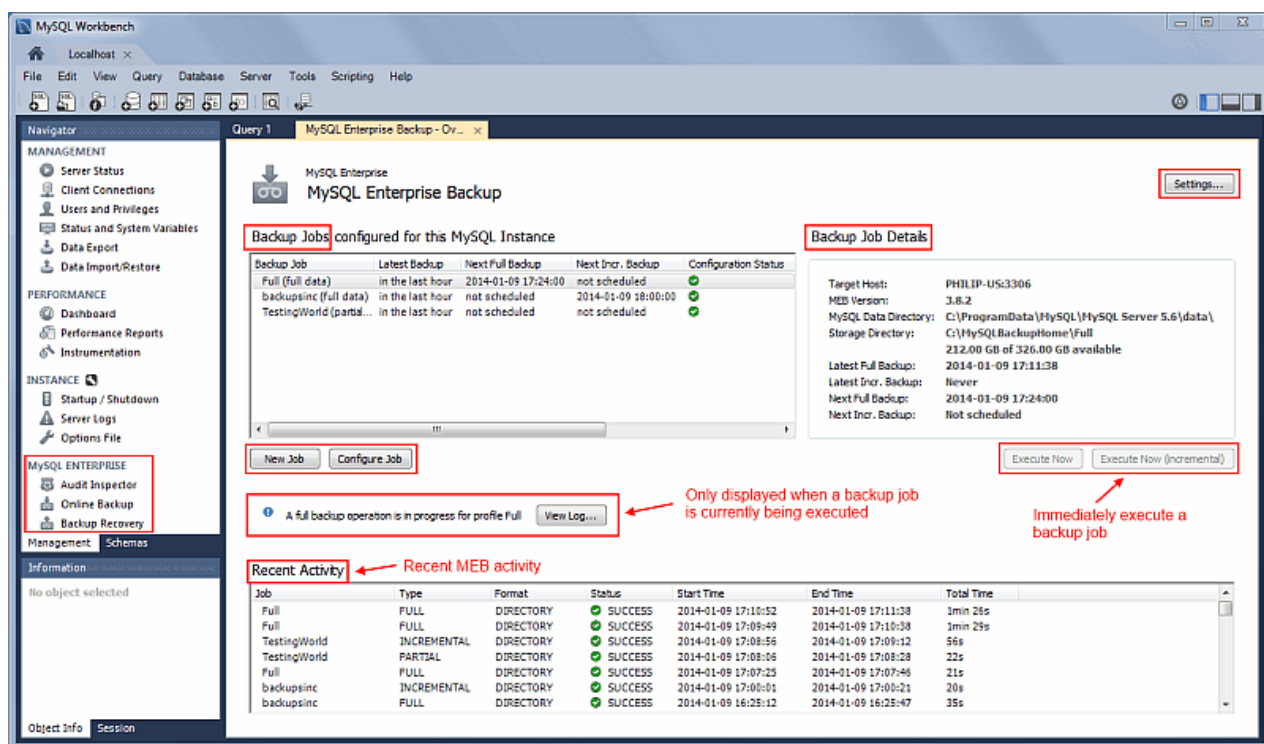 MySQL Workbench
Localhost
File Edit View Query Database Server Tools Scripting Help
Navigator
MANAGEMENT
Server Status
Client Connections
Users and Privileges
Status and System Variables
Data Export
Data Import/Restore
PERFORMANCE
Dashboard
Performance Reports
Instrumentation
INSTANCE
Startup / Shutdown
Server Logs
Options File
MySQL ENTERPRISE
Audit Inspector
Online Backup
Backup Recovery
Management Schemas
Information
No object selected
Object Info Session
Query 1 MySQL Enterprise Backup - Ov...
MySQL Enterprise
MySQL Enterprise Backup
Settings...
Backup Jobs configured for this MySQL Instance
Backup Job Latest Backup Next Full Backup Next Incr. Backup Configuration Status
Full (full data) in the last hour 2014-01-09 17:24:00 not scheduled
backupsinc (full data) in the last hour not scheduled 2014-01-09 18:00:00
TestingWorld (partial... in the last hour not scheduled not scheduled
New Job Configure Job
Backup Job Details
Target Host: PHILIP-US:3306
MEB Version: 3.8.2
MySQL Data Directory: C:\ProgramData\MySQL\MySQL Server 5.6\data\
Storage Directory: C:\MySQLBackupHome\Full
212.00 GB of 326.00 GB available
Latest Full Backup: 2014-01-09 17:11:38
Latest Incr. Backup: Never
Next Full Backup: 2014-01-09 17:24:00
Next Incr. Backup: Not scheduled
Execute Now Execute Now (incremental)
A full backup operation is in progress for profile Full View Log...
Only displayed when a backup job
is currently being executed
Immediately execute a
backup job
Recent Activity
Recent MEB activity
Job Type Format Status Start Time End Time Total Time
Full FULL DIRECTORY SUCCESS 2014-01-09 17:10:52 2014-01-09 17:11:38 1min 26s
Full FULL DIRECTORY SUCCESS 2014-01-09 17:09:49 2014-01-09 17:10:38 1min 29s
TestingWorld INCREMENTAL DIRECTORY SUCCESS 2014-01-09 17:08:56 2014-01-09 17:09:12 56s
TestingWorld PARTIAL DIRECTORY SUCCESS 2014-01-09 17:08:06 2014-01-09 17:08:28 22s
Full FULL DIRECTORY SUCCESS 2014-01-09 17:07:25 2014-01-09 17:07:46 21s
backupsinc INCREMENTAL DIRECTORY SUCCESS 2014-01-09 17:00:01 2014-01-09 17:00:21 20s
backupsinc FULL DIRECTORY SUCCESS 2014-01-09 16:25:12 2014-01-09 16:25:47 35s